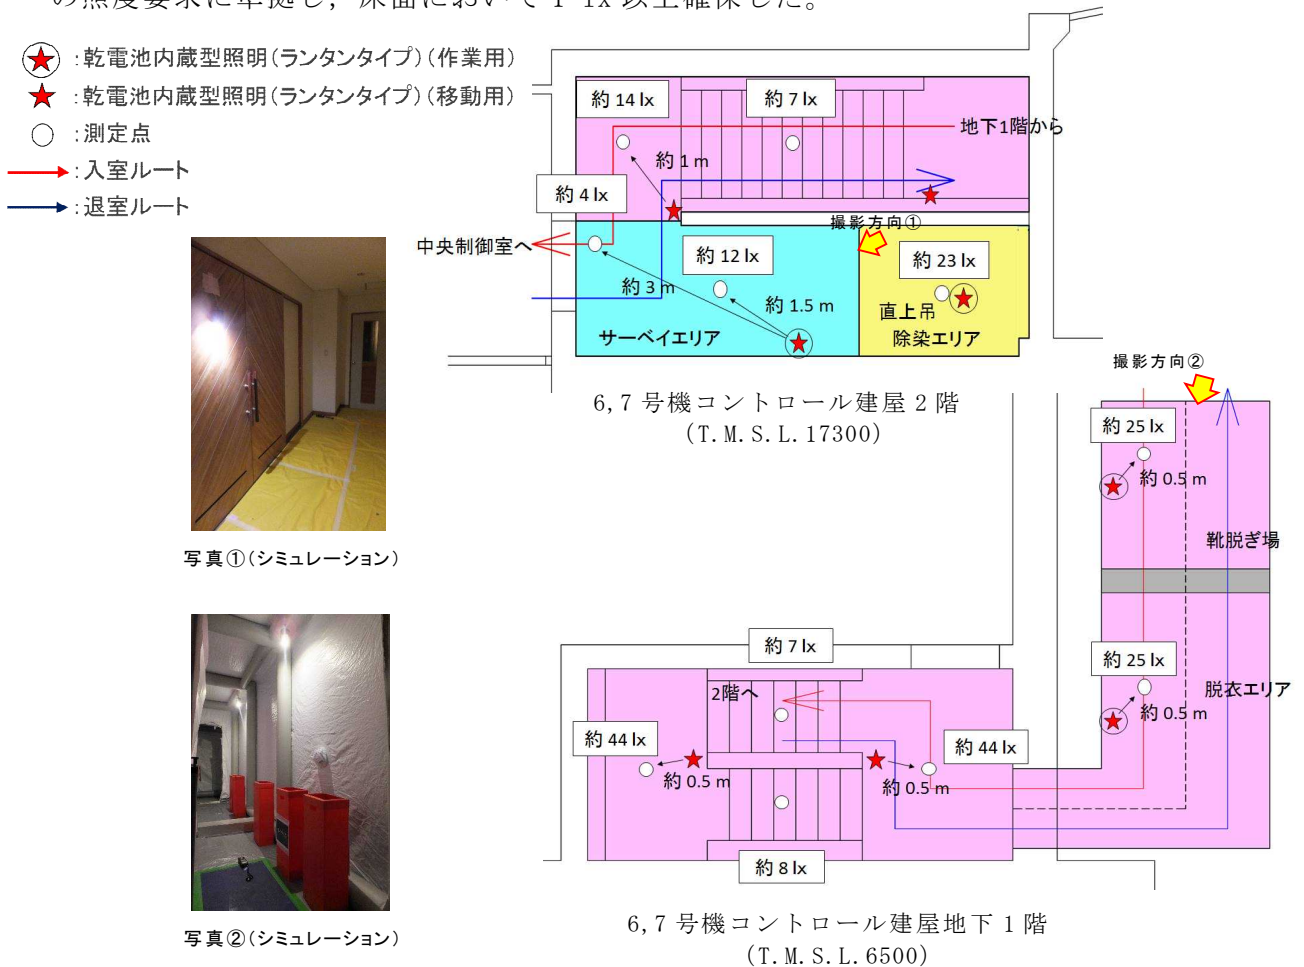 の照度要求に準拠し，床面において 1 lx 以上確保した。
：乾電池内蔵型照明(ランタンタイプ)(作業用)
：乾電池内蔵型照明(ランタンタイプ)(移動用)
：測定点
：入室ルート
：退室ルート
約 14 lx
約 7 lx
地下1階から
約 1 m
約 4 lx
撮影方向①
中央制御室へ
約 12 lx
約 23 lx
約 3 m
約 1.5 m
直上吊
サーベイエリア
除染エリア
6,7 号機コントロール建屋 2 階
(T.M.S.L.17300)
撮影方向②
約 25 lx
約 0.5 m
靴脱ぎ場
写真①(シミュレーション)
約 7 lx
約 25 lx
2階へ
脱衣エリア
約 0.5 m
約 44 lx
約 44 lx
約 0.5 m
約 0.5 m
約 8 lx
6,7 号機コントロール建屋地下 1 階
(T.M.S.L.6500)
写真②(シミュレーション)